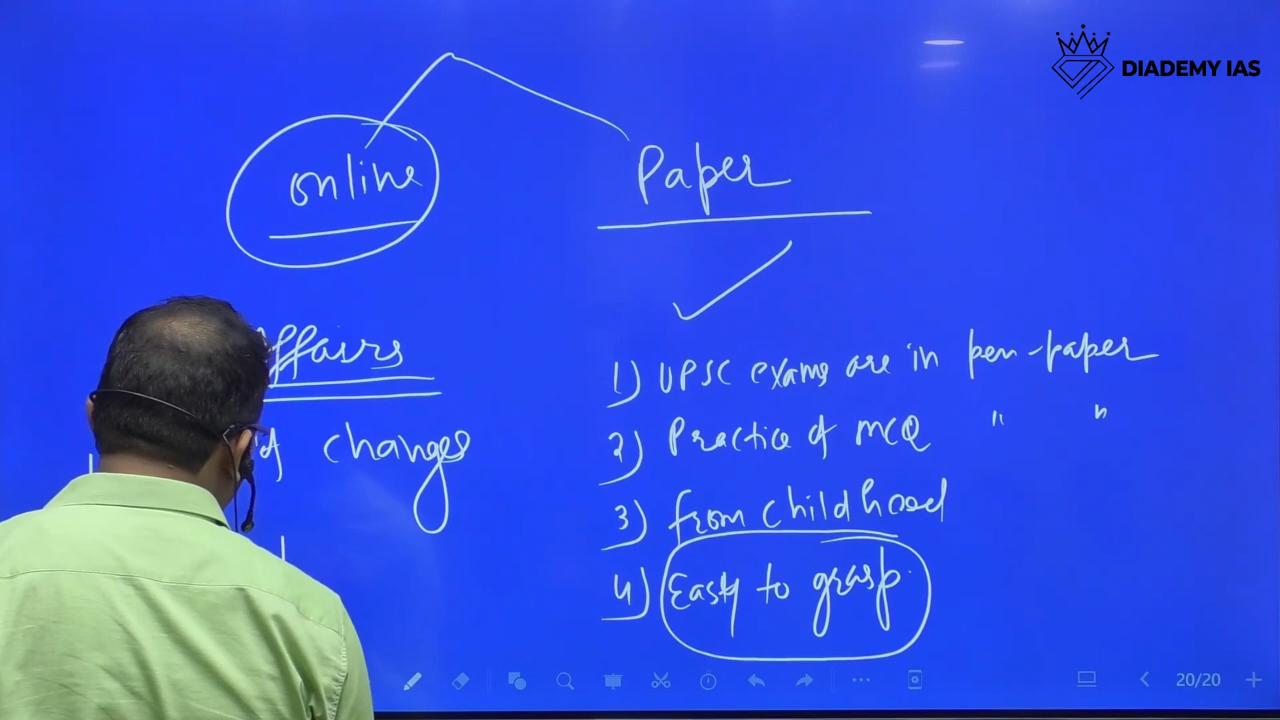 DIADEMY IAS
online
Paper
ffairs
1) UPSC exams are in pen-paper
of changes
2) Practice of MCQ " "
3) from childhood
4) Easy to grasp.
20/20